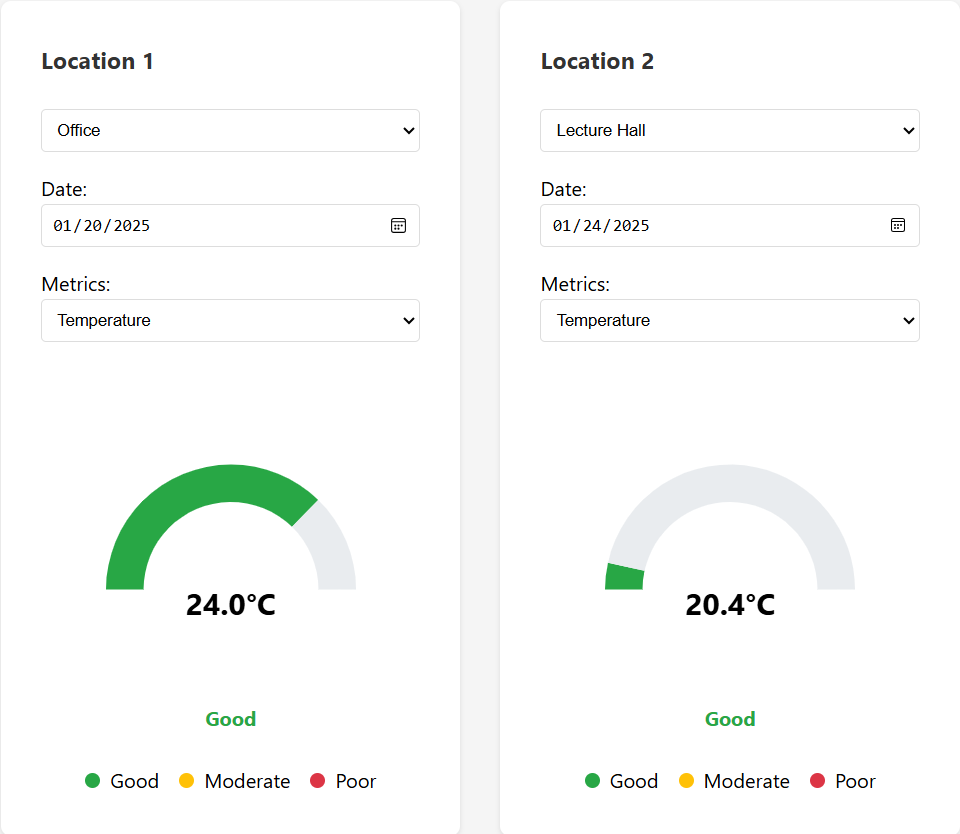 Location 1
Office
Date:
01/20/2025
Metrics:
Temperature
24.0°C
Good
Good Moderate Poor
Location 2
Lecture Hall
Date:
01/24/2025
Metrics:
Temperature
20.4°C
Good
Good Moderate Poor